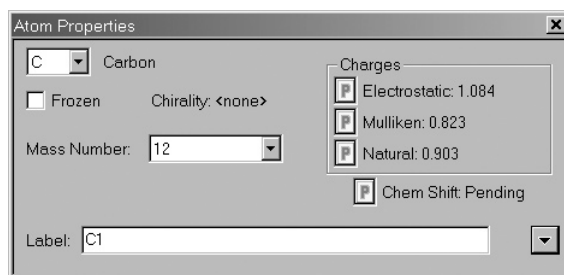 Atom Properties
C Carbon
Frozen Chirality: <none>
Mass Number: 12
Charges
P Electrostatic: 1.084
P Mulliken: 0.823
P Natural: 0.903
P Chem Shift: Pending
Label: C1